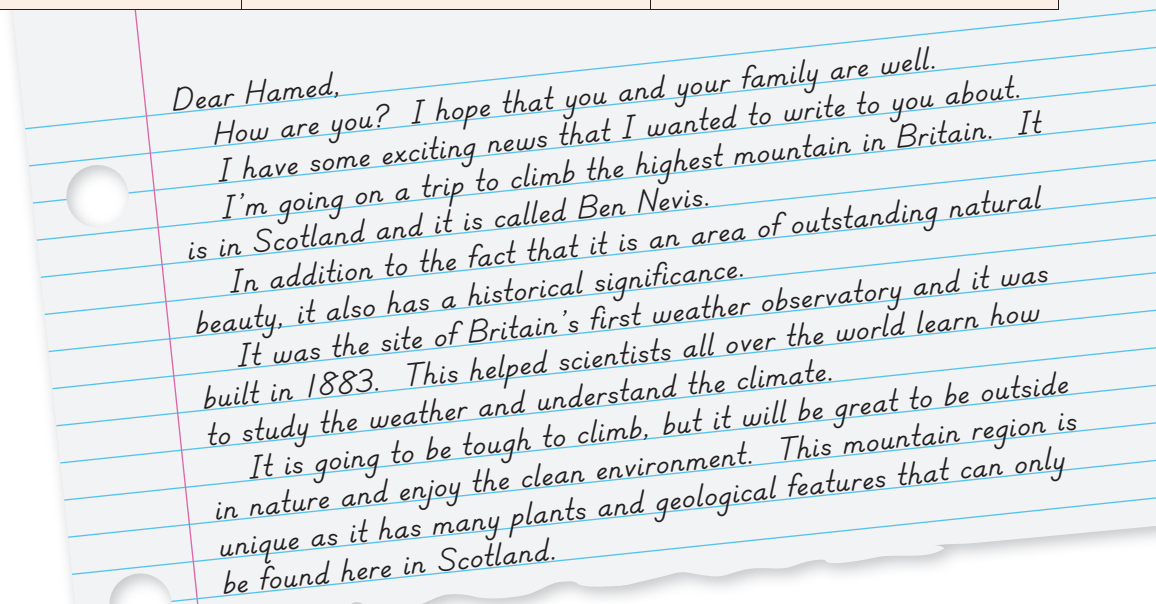 Dear Hamed,
How are you? I hope that you and your family are well.
I have some exciting news that I wanted to write to you about.
I'm going on a trip to climb the highest mountain in Britain. It
is in Scotland and it is called Ben Nevis.
In addition to the fact that it is an area of outstanding natural
beauty, it also has a historical significance.
It was the site of Britain's first weather observatory and it was
built in 1883. This helped scientists all over the world learn how
to study the weather and understand the climate.
It is going to be tough to climb, but it will be great to be outside
in nature and enjoy the clean environment. This mountain region is
unique as it has many plants and geological features that can only
be found here in Scotland.